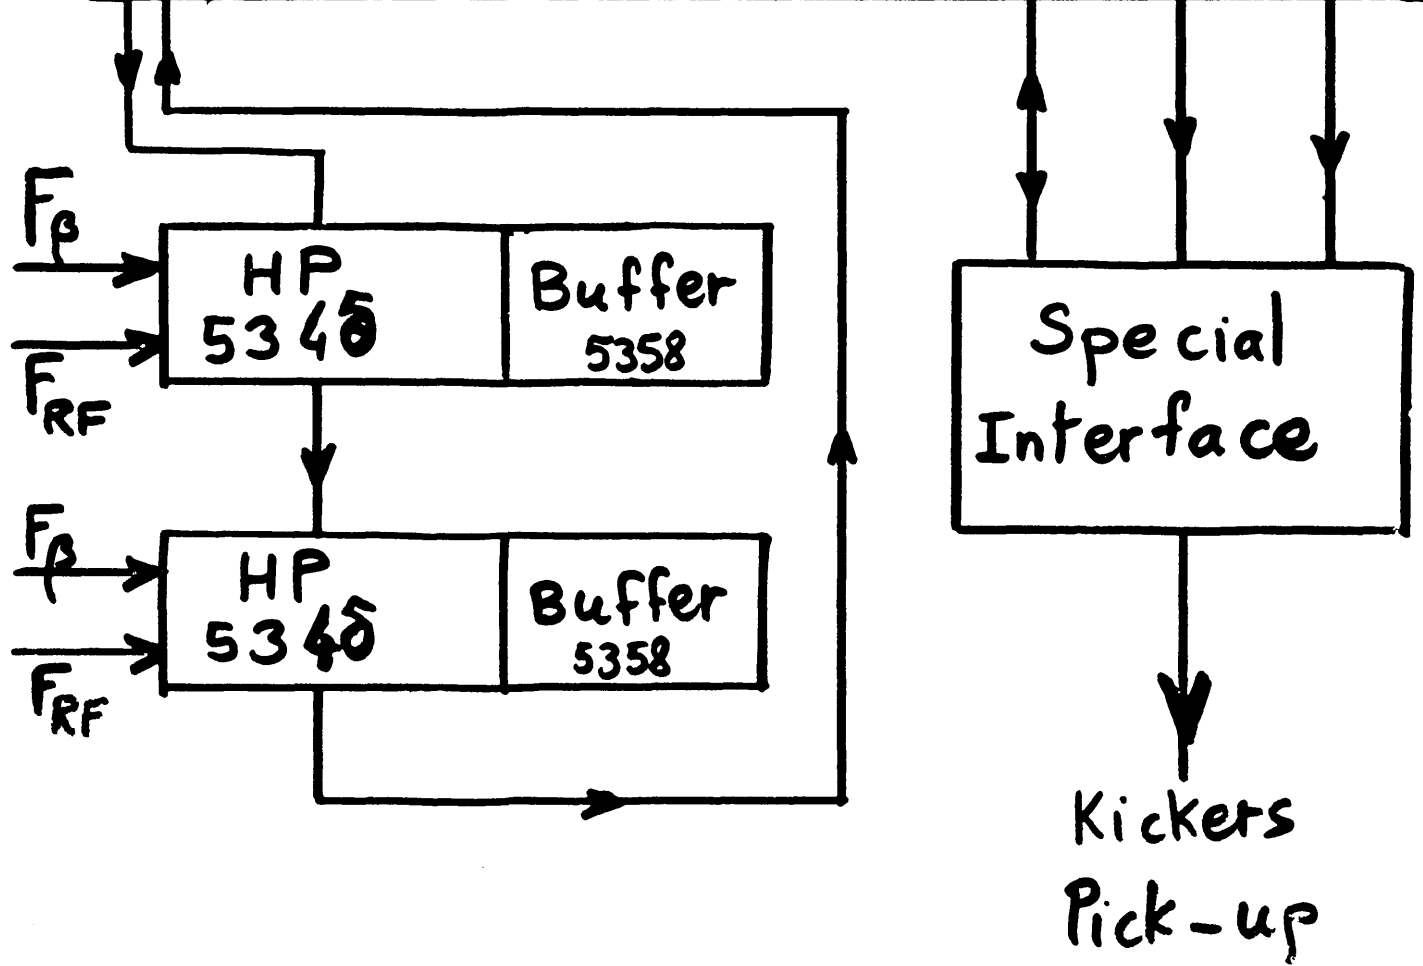 Fβ
HP
5345
Buffer
5358
FRF
Fβ
HP
5345
Buffer
5358
FRF
Special
Interface
Kickers
Pick-up